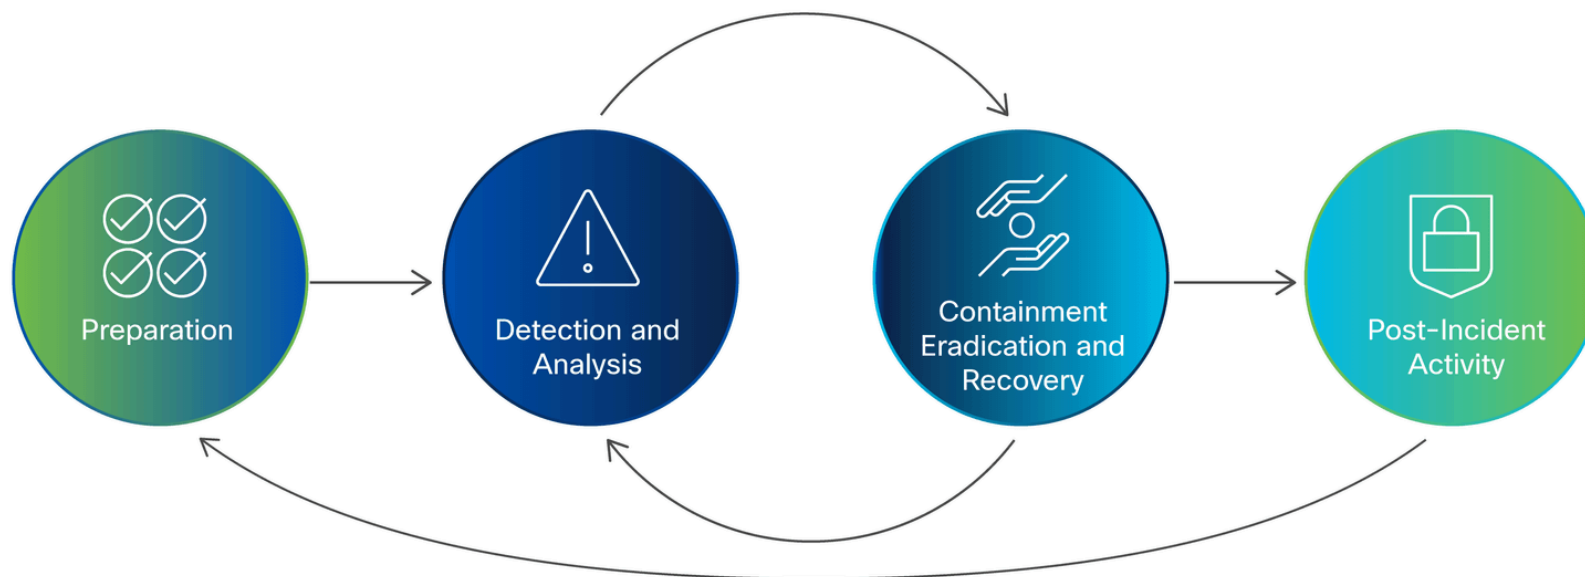 Preparation
Detection and
Analysis
Containment
Eradication and
Recovery
Post-Incident
Activity